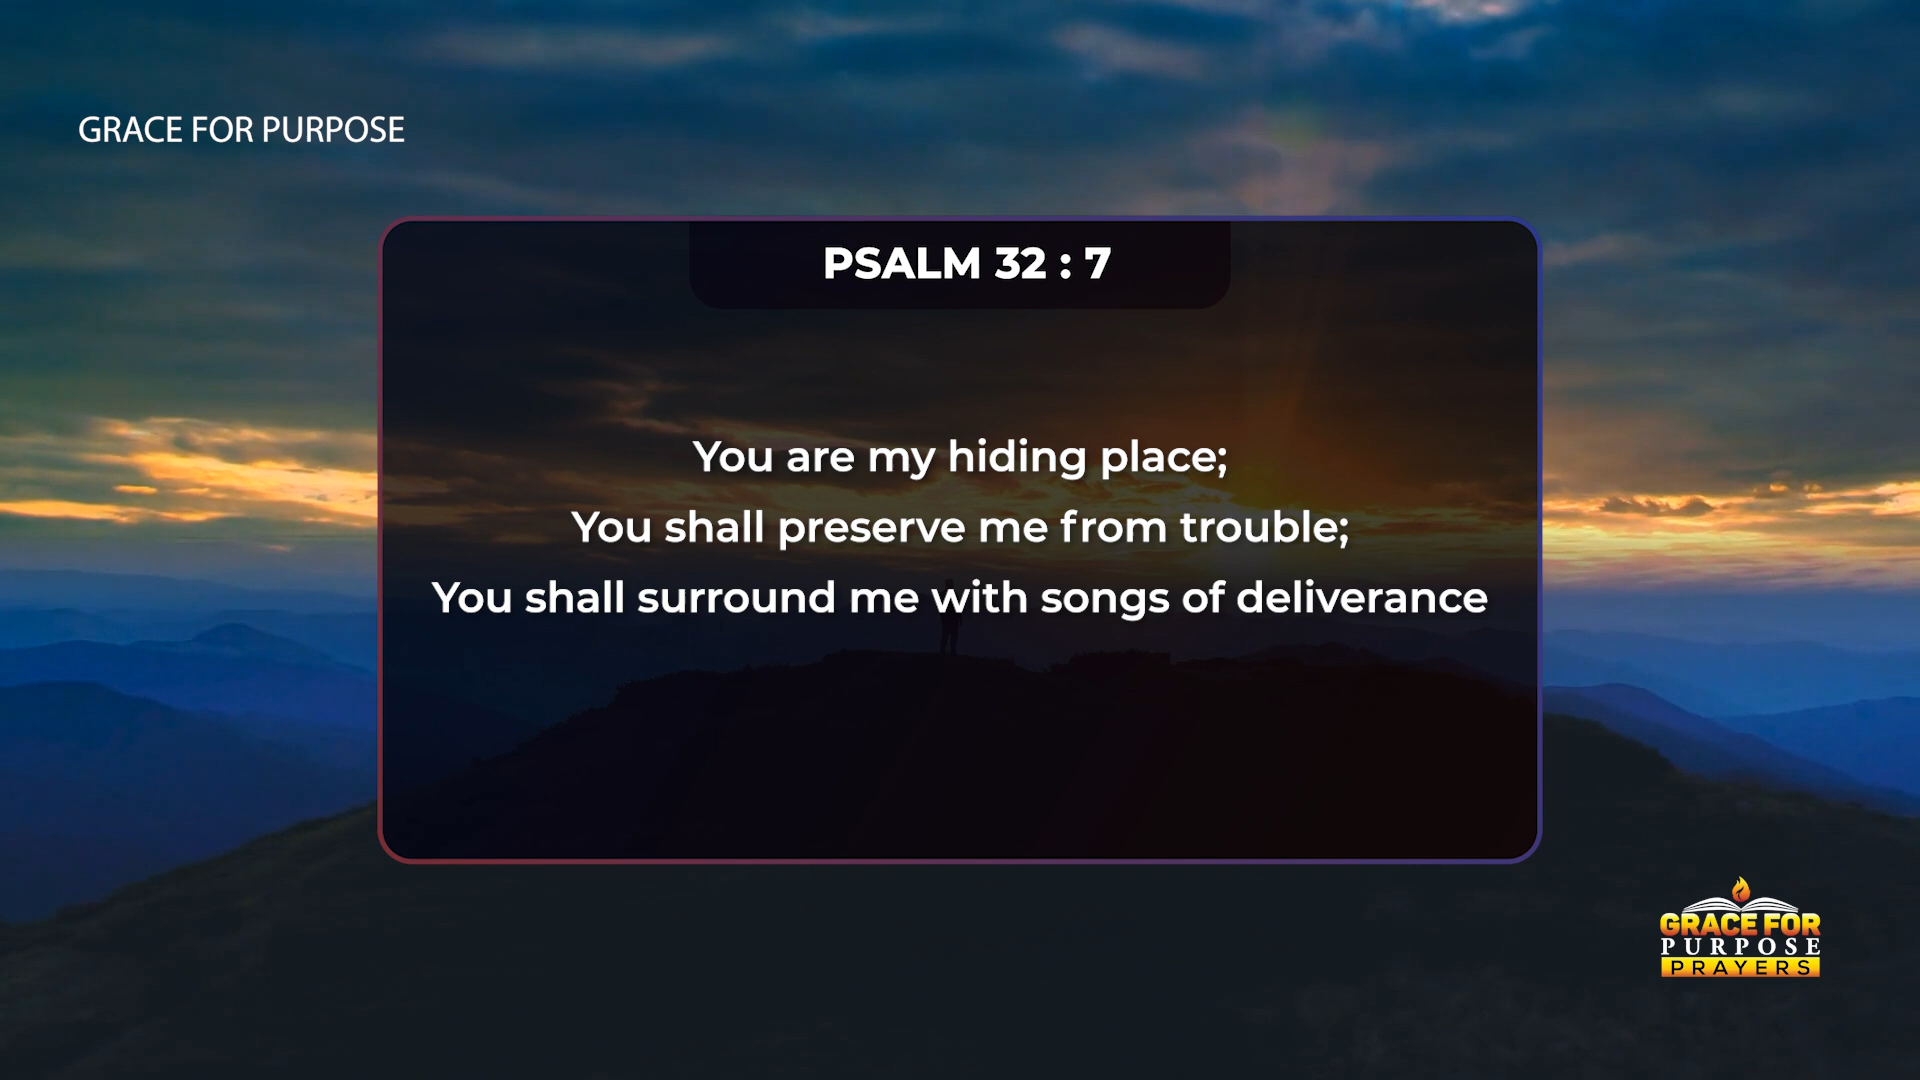 GRACE FOR PURPOSE
PSALM 32 : 7
You are my hiding place;
You shall preserve me from trouble;
You shall surround me with songs of deliverance
GRACE FOR
PURPOSE
PRAYERS